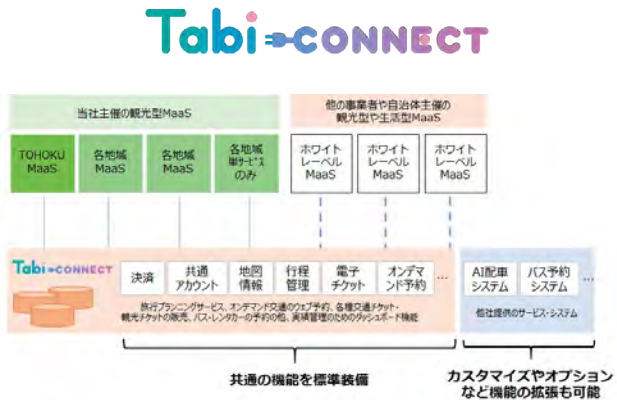 Tabi CONNECT
当社主催の観光型MaaS
他の事業者や自治体主催の
観光型や生活型MaaS
TOHOKU
MaaS
各地域
MaaS
各地域
MaaS
各地域
単サービス
のみ
ホワイト
レーベル
MaaS
ホワイト
レーベル
MaaS
ホワイト
レーベル
MaaS
Tabi CONNECT
決済
共通
アカウント
地図
情報
行程
管理
電子
チケット
オンデマ
ンド予約
…
旅行プランニングサービス、オンデマンド交通のウェブ予約、各種交通チケット・
観光チケットの販売、バス・レンタカーの予約の他、実績管理のためのダッシュボード機能
AI配車
システム
バス予約
システム
…
他社提供のサービス・システム
共通の機能を標準装備
カスタマイズやオプション
など機能の拡張も可能